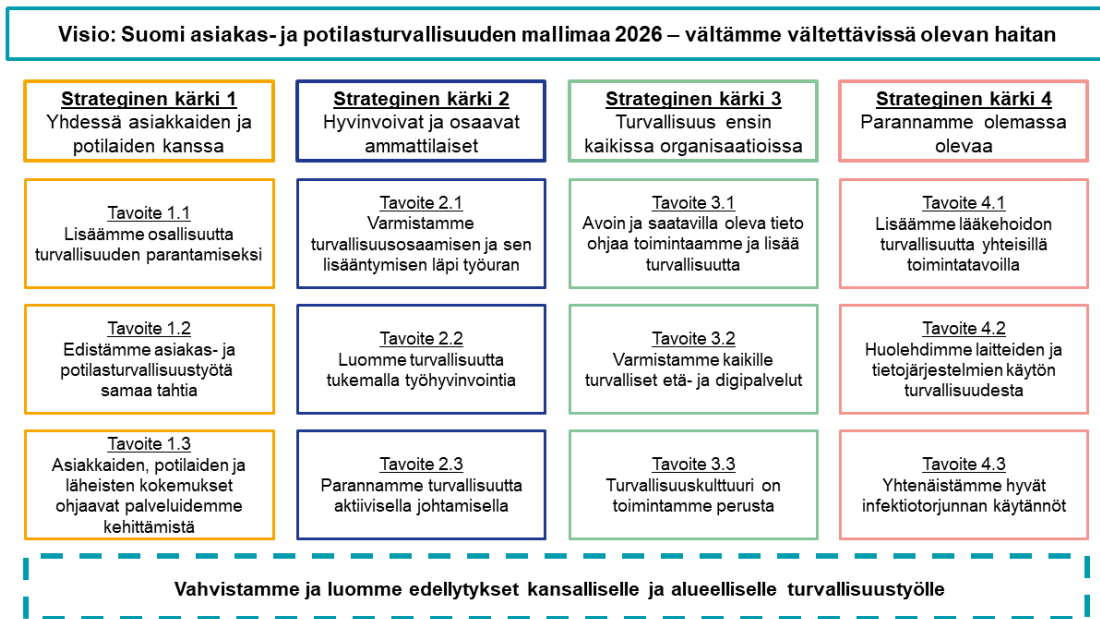 Visio: Suomi asiakas- ja potilasturvallisuuden mallimaa 2026 – vältämme vältettävissä olevan haitan
Strateginen kärki 1
Yhdessä asiakkaiden ja
potilaiden kanssa
Tavoite 1.1
Lisäämme osallisuutta
turvallisuuden parantamiseksi
Tavoite 1.2
Edistämme asiakas- ja
potilasturvallisuustyötä
samaa tahtia
Tavoite 1.3
Asiakkaiden, potilaiden ja
läheisten kokemukset
ohjaavat palveluidemme
kehittämistä
Strateginen kärki 2
Hyvinvoivat ja osaavat
ammattilaiset
Tavoite 2.1
Varmistamme
turvallisuusosaamisen ja sen
lisääntymisen läpi työuran
Tavoite 2.2
Luomme turvallisuutta
tukemalla työhyvinvointia
Tavoite 2.3
Parannamme turvallisuutta
aktiivisella johtamisella
Strateginen kärki 3
Turvallisuus ensin
kaikissa organisaatioissa
Tavoite 3.1
Avoin ja saatavilla oleva tieto
ohjaa toimintaamme ja lisää
turvallisuutta
Tavoite 3.2
Varmistamme kaikille
turvalliset etä- ja digipalvelut
Tavoite 3.3
Turvallisuuskulttuuri on
toimintamme perusta
Strateginen kärki 4
Parannamme olemassa
olevaa
Tavoite 4.1
Lisäämme lääkehoidon
turvallisuutta yhteisillä
toimintatavoilla
Tavoite 4.2
Huolehdimme laitteiden ja
tietojärjestelmien käytön
turvallisuudesta
Tavoite 4.3
Yhtenäistämme hyvät
infektiotorjunnan käytännöt
Vahvistamme ja luomme edellytykset kansalliselle ja alueelliselle turvallisuustyölle